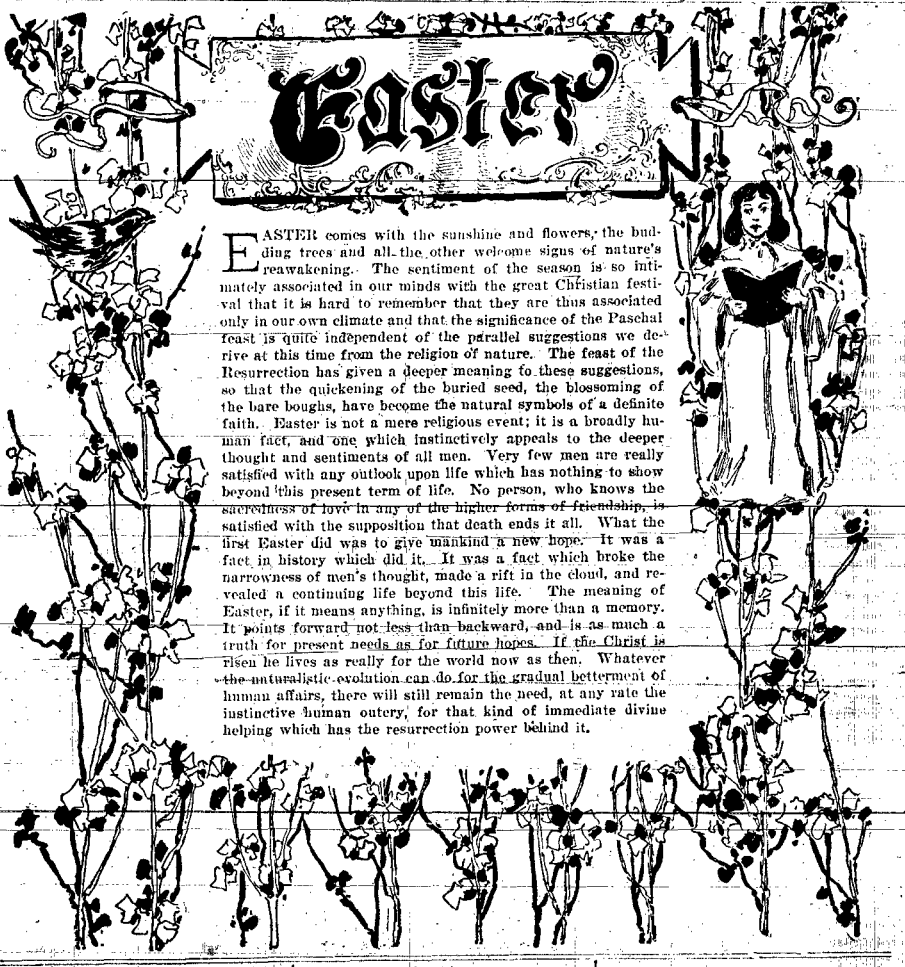 Easter
EASTER comes with the sunshine and flowers, the bud-
ding trees and all the other welcome signs of nature's
reawakening. The sentiment of the season is so inti-
mately associated in our minds with the great Christian festi-
val that it is hard to remember that they are thus associated
only in our own climate and that the significance of the Paschal
feast is quite independent of the parallel suggestions we de-
rive at this time from the religion of nature. The feast of the
Resurrection has given a deeper meaning to these suggestions,
so that the quickening of the buried seed, the blossoming of
the bare boughs, have become the natural symbols of a definite
faith. Easter is not a mere religious event; it is a broadly hu-
man fact, and one which instinctively appeals to the deeper
thought and sentiments of all men. Very few men are really
satisfied with any outlook upon life which has nothing to show
beyond this present term of life. No person, who knows the
sacredness of love in any of the higher forms of friendship, is
satisfied with the supposition that death ends it all. What the
first Easter did was to give mankind a new hope. It was a
fact in history which did it. It was a fact which broke the
narrowness of men's thought, made a rift in the cloud, and re-
vealed a continuing life beyond this life. The meaning of
Easter, if it means anything, is infinitely more than a memory.
It points forward not less than backward, and is as much a
truth for present needs as for future hopes. If the Christ is
risen he lives as really for the world now as then. Whatever
the naturalistic evolution can do for the gradual betterment of
human affairs, there will still remain the need, at any rate the
instinctive human outcry, for that kind of immediate divine
helping which has the resurrection power behind it.